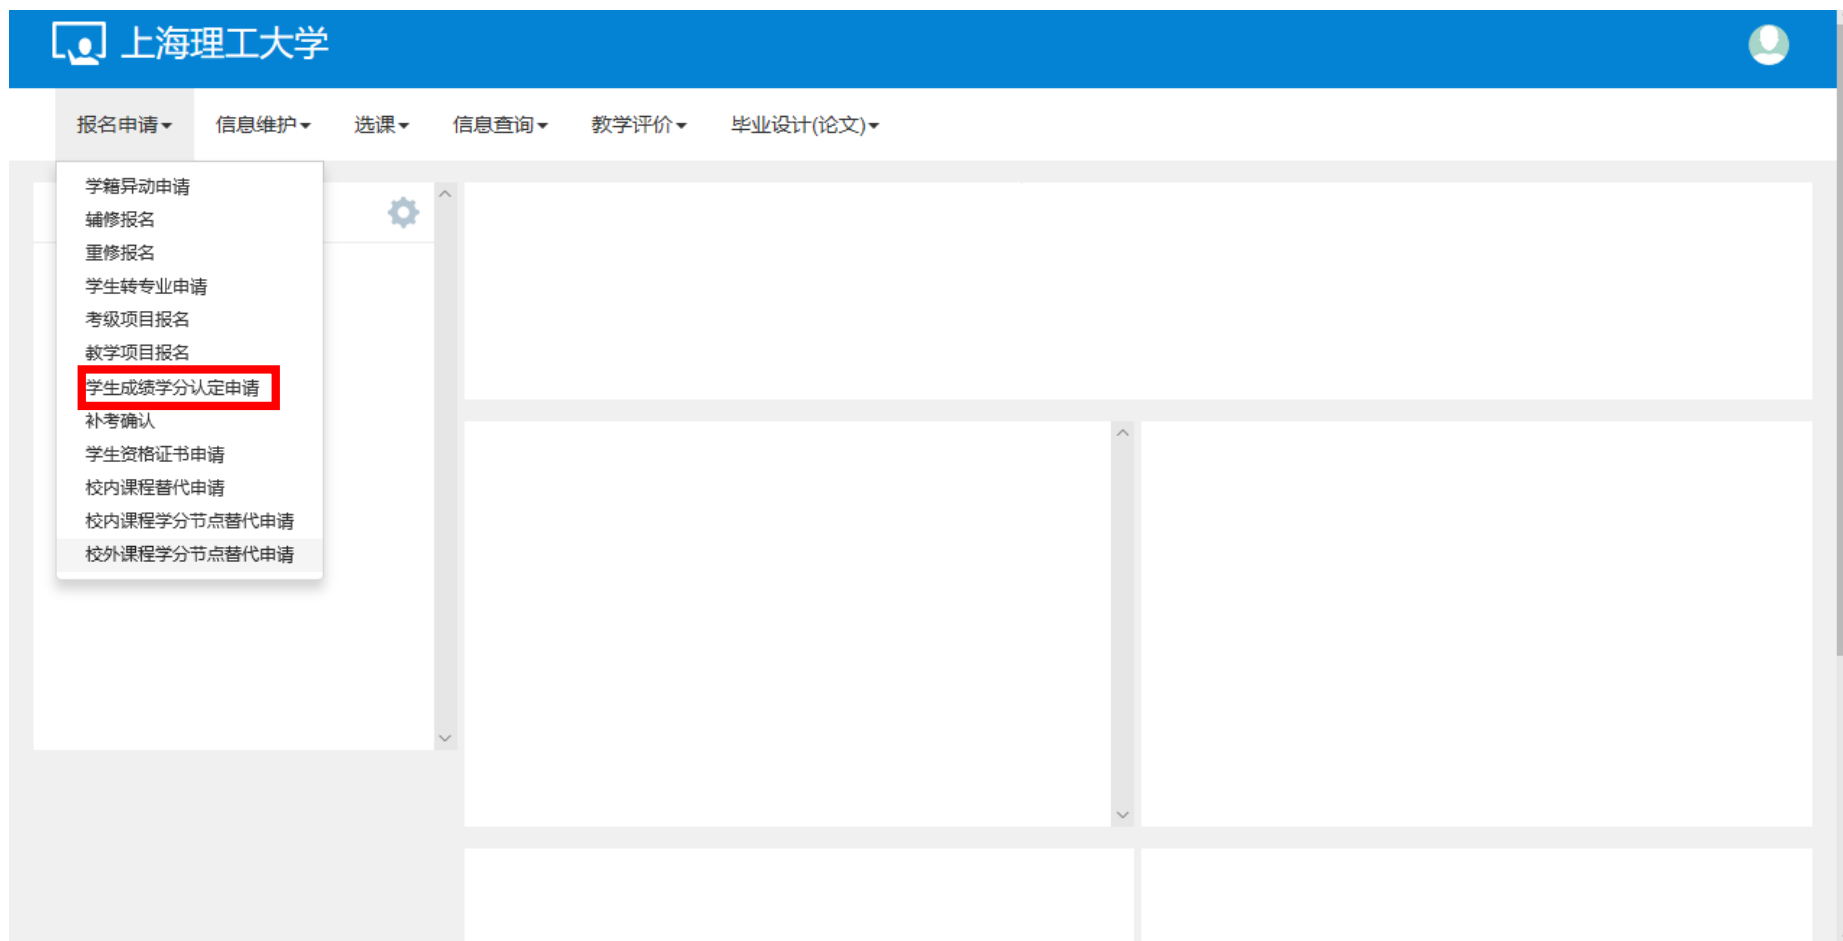 上海理工大学
报名申请 信息维护 选课 信息查询 教学评价 毕业设计(论文)
学籍异动申请
辅修报名
重修报名
学生转专业申请
考级项目报名
教学项目报名
学生成绩学分认定申请
补考确认
学生资格证书申请
校内课程替代申请
校内课程学分节点替代申请
校外课程学分节点替代申请